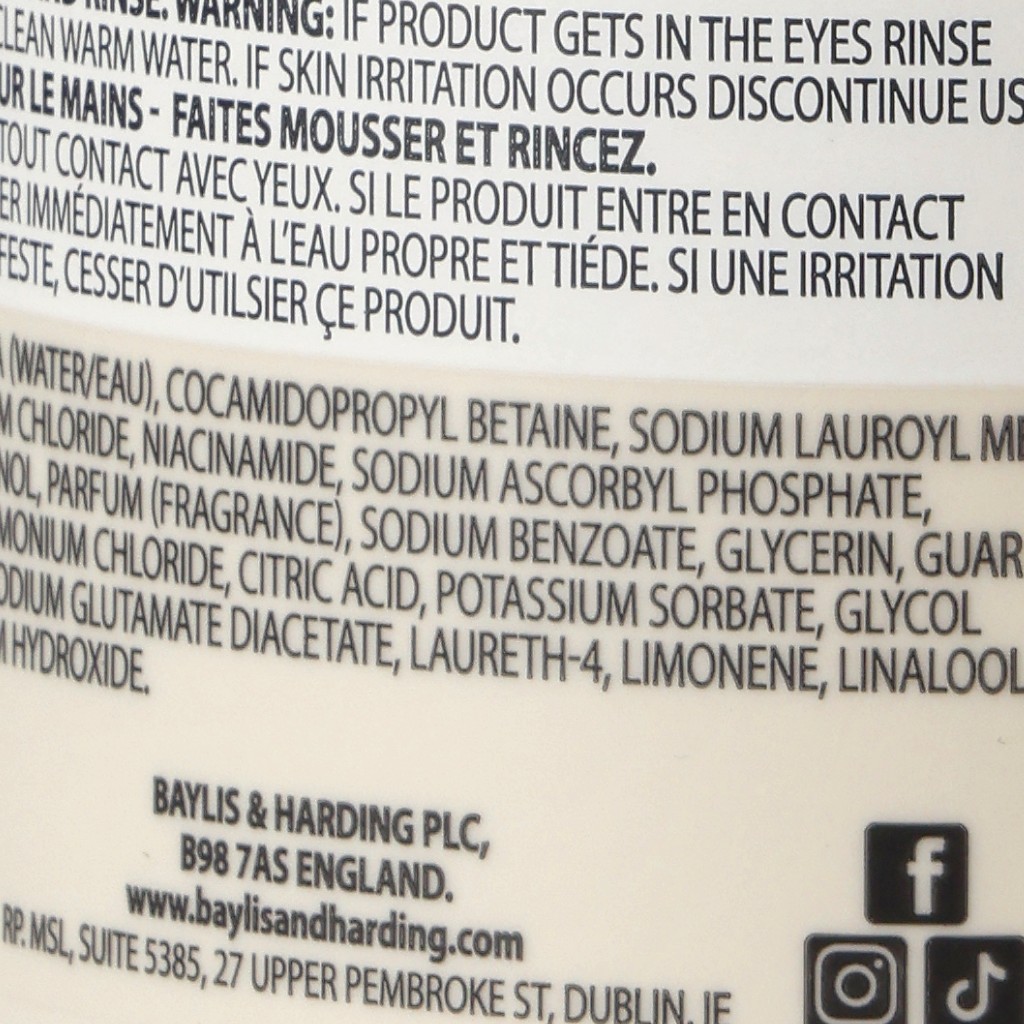 RINSE. WARNING: IF PRODUCT GETS IN THE EYES RINSE
CLEAN WARM WATER. IF SKIN IRRITATION OCCURS DISCONTINUE US
UR LE MAINS - FAITES MOUSSER ET RINCEZ.
TOUT CONTACT AVEC YEUX. SI LE PRODUIT ENTRE EN CONTACT
ER IMMÉDIATEMENT À L'EAU PROPRE ET TIÉDE. SI UNE IRRITATION
FESTE, CESSER D'UTILSIER ÇE PRODUIT.
(WATER/EAU), COCAMIDOPROPYL BETAINE, SODIUM LAUROYL ME
M CHLORIDE, NIACINAMIDE, SODIUM ASCORBYL PHOSPHATE,
NOL, PARFUM (FRAGRANCE), SODIUM BENZOATE, GLYCERIN, GUAR
MONIUM CHLORIDE, CITRIC ACID, POTASSIUM SORBATE, GLYCOL
ODIUM GLUTAMATE DIACETATE, LAURETH-4, LIMONENE, LINALOOL
M HYDROXIDE.
BAYLIS & HARDING PLC,
B98 7AS ENGLAND.
www.baylisandharding.com
RP. MSL, SUITE 5385, 27 UPPER PEMBROKE ST, DUBLIN, IE